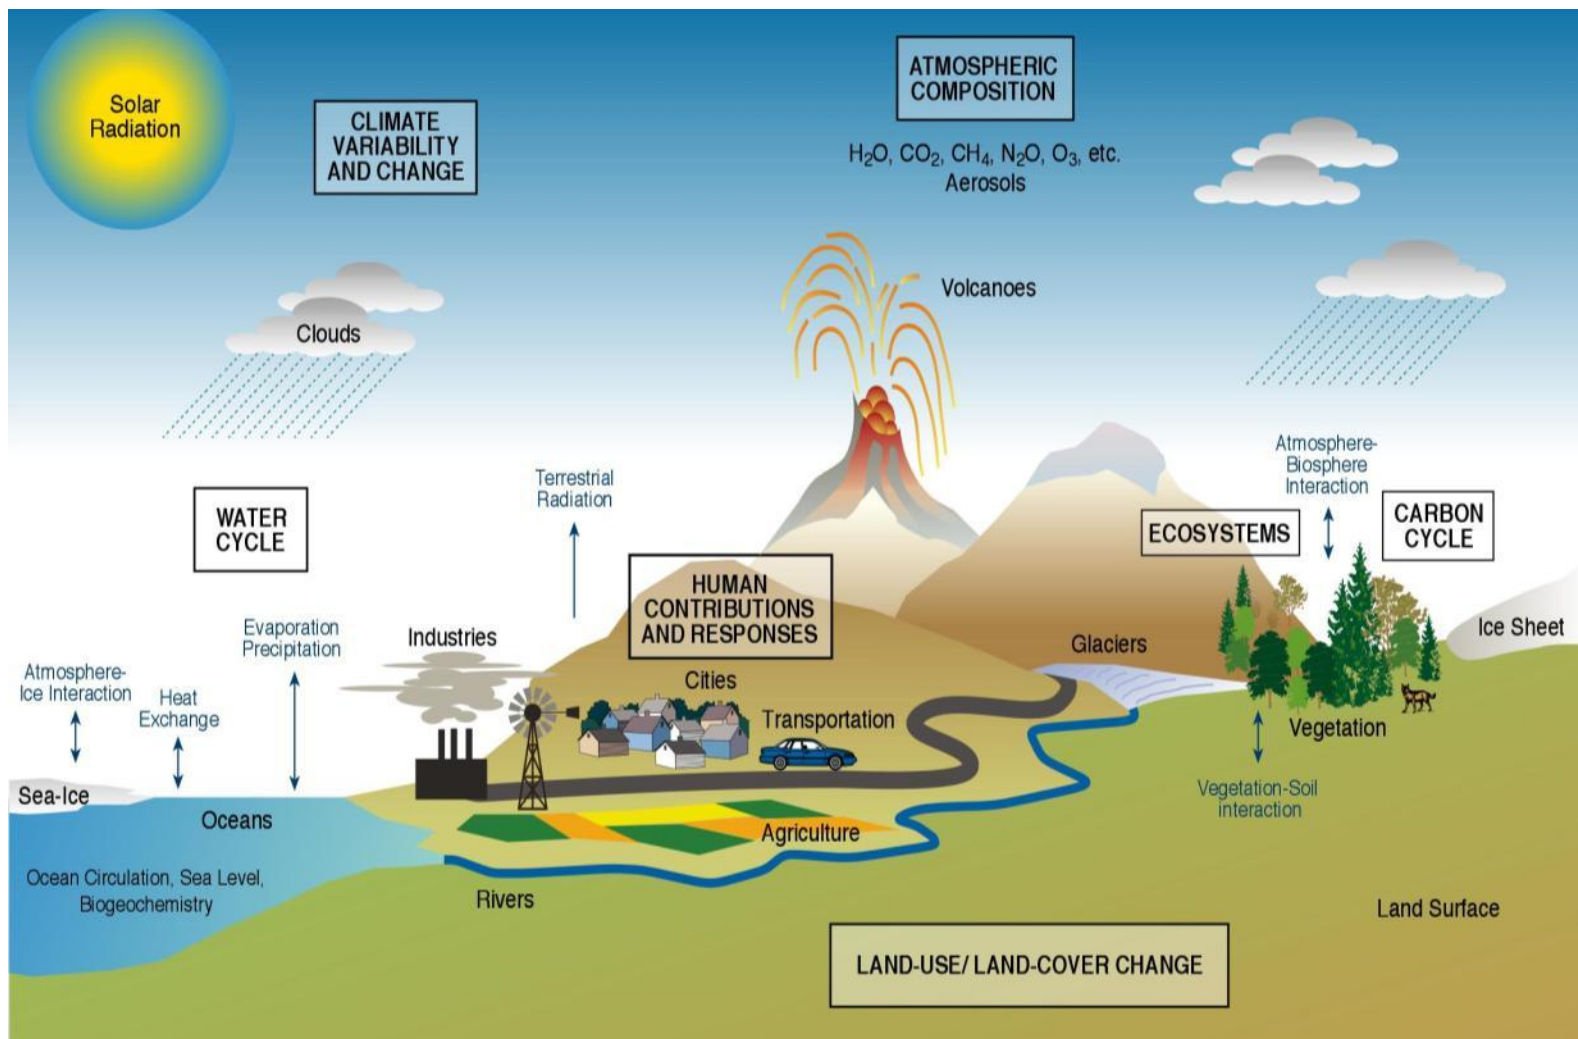 Solar
Radiation
CLIMATE
VARIABILITY
AND CHANGE
ATMOSPHERIC
COMPOSITION
H₂O, CO₂, CH₄, N₂O, O₃, etc.
Aerosols
Clouds
Volcanoes
WATER
CYCLE
Terrestrial
Radiation
Atmosphere-
Biosphere
Interaction
ECOSYSTEMS
CARBON
CYCLE
HUMAN
CONTRIBUTIONS
AND RESPONSES
Evaporation
Precipitation
Industries
Glaciers
Ice Sheet
Atmosphere-
Ice Interaction
Heat
Exchange
Cities
Transportation
Vegetation
Sea-Ice
Oceans
Vegetation-Soil
interaction
Agriculture
Ocean Circulation, Sea Level,
Biogeochemistry
Rivers
Land Surface
LAND-USE/ LAND-COVER CHANGE